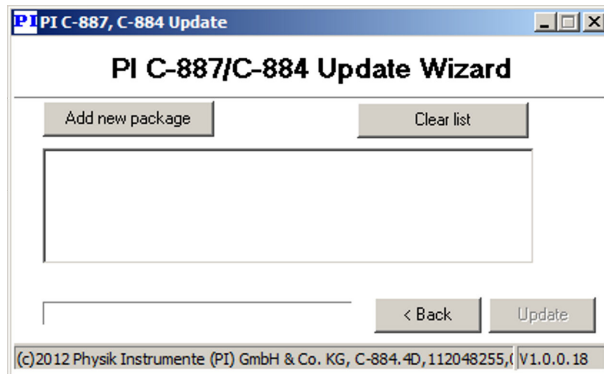 PI PI C-887, C-884 Update
PI C-887/C-884 Update Wizard
Add new package
Clear list
< Back
Update
(c)2012 Physik Instrumente (PI) GmbH & Co. KG, C-884.4D,112048255,(
V1.0.0.18